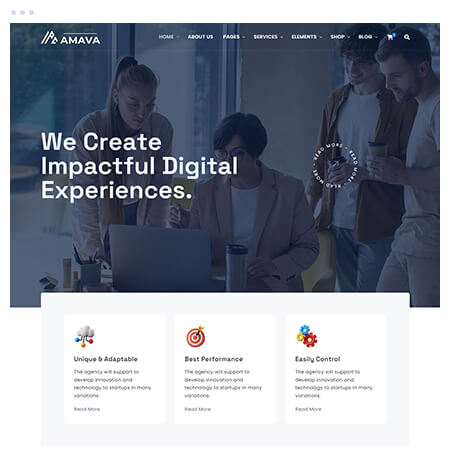 AMAVA
HOME ABOUT US PAGES SERVICES ELEMENTS SHOP BLOG
We Create
Impactful Digital
Experiences.
READ MORE - READ MORE - READ MORE -
Unique & Adaptable
The agency will support to
develop innovation and
technology to startups in many
variations.
Read More
Best Performance
The agency will support to
develop innovation and
technology to startups in many
variations.
Read More
Easily Control
The agency will support to
develop innovation and
technology to startups in many
variations.
Read More